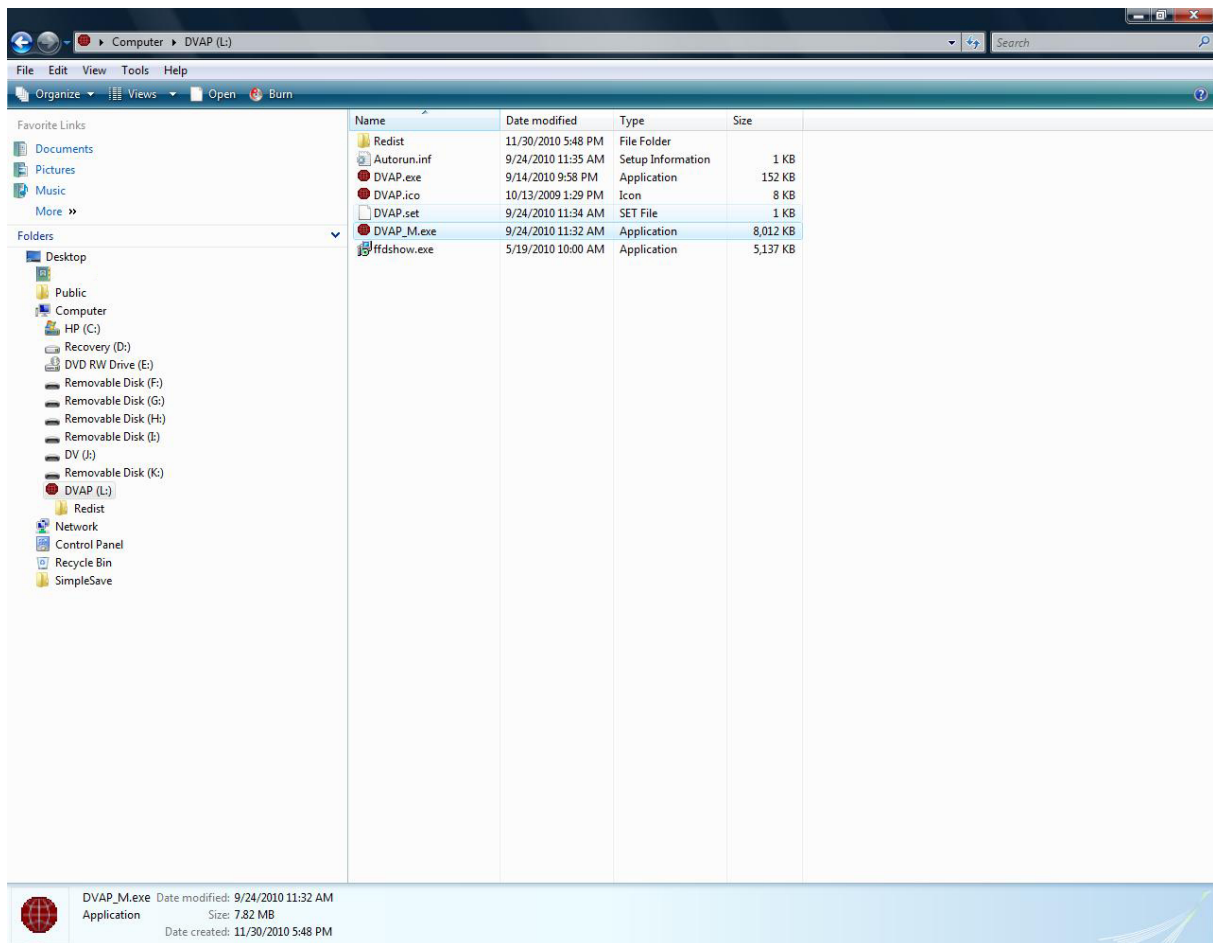 Computer ▸ DVAP (L:)
Search
File Edit View Tools Help
Organize Views Open Burn
Favorite Links
Documents
Pictures
Music
More »
Folders
Desktop
Public
Computer
HP (C:)
Recovery (D:)
DVD RW Drive (E:)
Removable Disk (F:)
Removable Disk (G:)
Removable Disk (H:)
Removable Disk (I:)
DV (J:)
Removable Disk (K:)
DVAP (L:)
Redist
Network
Control Panel
Recycle Bin
SimpleSave
Name Date modified Type Size
Redist 11/30/2010 5:48 PM File Folder
Autorun.inf 9/24/2010 11:35 AM Setup Information 1 KB
DVAP.exe 9/14/2010 9:58 PM Application 152 KB
DVAP.ico 10/13/2009 1:29 PM Icon 8 KB
DVAP.set 9/24/2010 11:34 AM SET File 1 KB
DVAP_M.exe 9/24/2010 11:32 AM Application 8,012 KB
ffdshow.exe 5/19/2010 10:00 AM Application 5,137 KB
DVAP_M.exe Date modified: 9/24/2010 11:32 AM
Application Size: 7.82 MB
Date created: 11/30/2010 5:48 PM